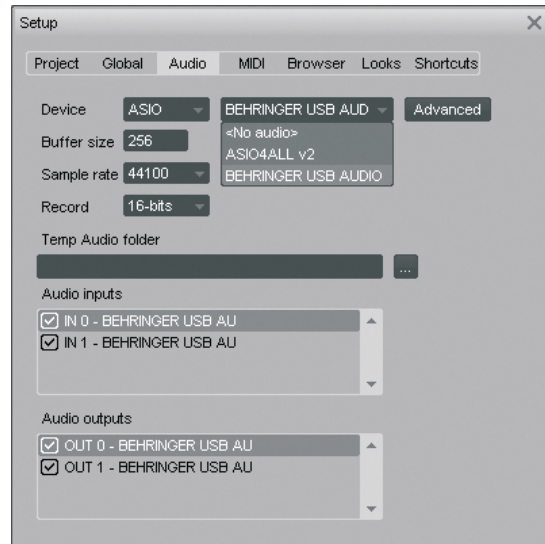 Setup
Project Global Audio MIDI Browser Looks Shortcuts
Device ASIO BEHRINGER USB AUD Advanced
<No audio>
Buffer size 256
ASIO4ALL v2
Sample rate 44100 BEHRINGER USB AUDIO
Record 16-bits
Temp Audio folder
...
Audio inputs
IN 0 - BEHRINGER USB AU
IN 1 - BEHRINGER USB AU
Audio outputs
OUT 0 - BEHRINGER USB AU
OUT 1 - BEHRINGER USB AU